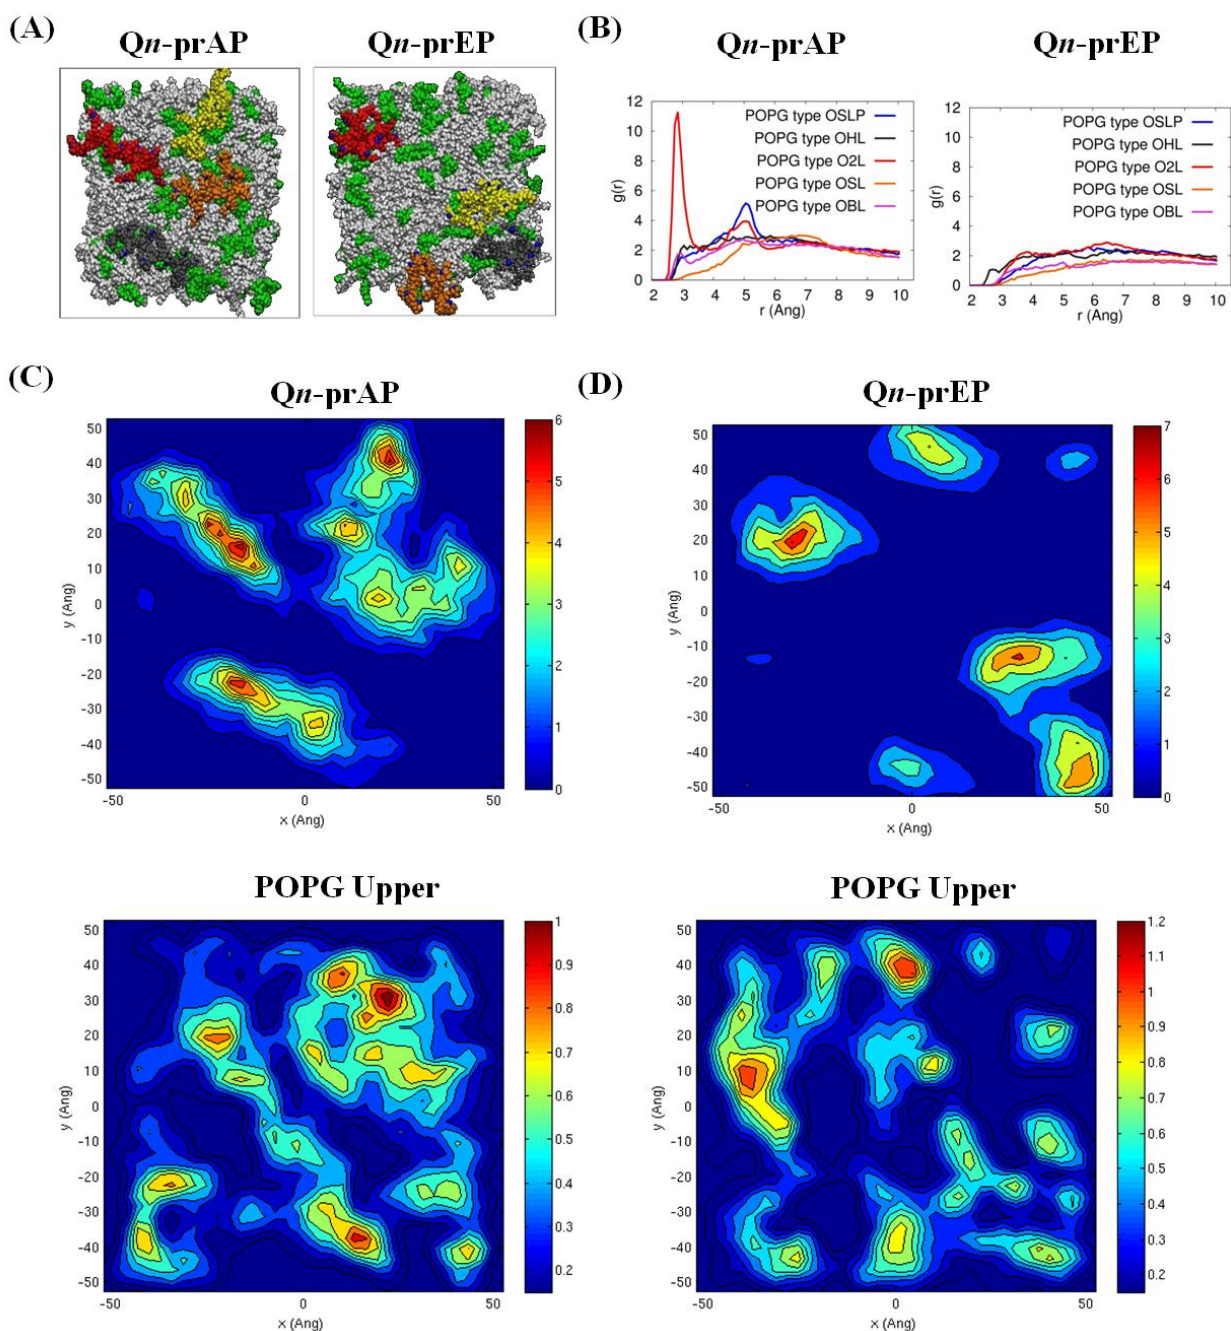 (A)
Qn-prAP
Qn-prEP
(B)
Qn-prAP
Qn-prEP
12
10
8
6
4
2
0
g(r)
POPG type OSLP
POPG type OHL
POPG type O2L
POPG type OSL
POPG type OBL
2 3 4 5 6 7 8 9 10
r (Ang)
12
10
8
6
4
2
0
g(r)
POPG type OSLP
POPG type OHL
POPG type O2L
POPG type OSL
POPG type OBL
2 3 4 5 6 7 8 9 10
r (Ang)
(C)
Qn-prAP
50
40
30
20
10
0
-10
-20
-30
-40
-50
y (Ang)
-50 0 50
x (Ang)
6
5
4
3
2
1
0
(D)
Qn-prEP
50
40
30
20
10
0
-10
-20
-30
-40
-50
y (Ang)
-50 0 50
x (Ang)
7
6
5
4
3
2
1
0
POPG Upper
50
40
30
20
10
0
-10
-20
-30
-40
-50
y (Ang)
-50 0 50
x (Ang)
1
0.9
0.8
0.7
0.6
0.5
0.4
0.3
0.2
POPG Upper
50
40
30
20
10
0
-10
-20
-30
-40
-50
y (Ang)
-50 0 50
x (Ang)
1.2
1.1
1
0.9
0.8
0.7
0.6
0.5
0.4
0.3
0.2